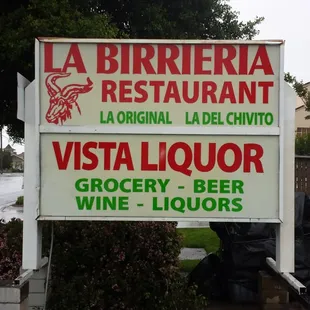 LA BIRRIERIA
RESTAURANT
LA ORIGINAL LA DEL CHIVITO
VISTA LIQUOR
GROCERY - BEER
WINE - LIQUORS